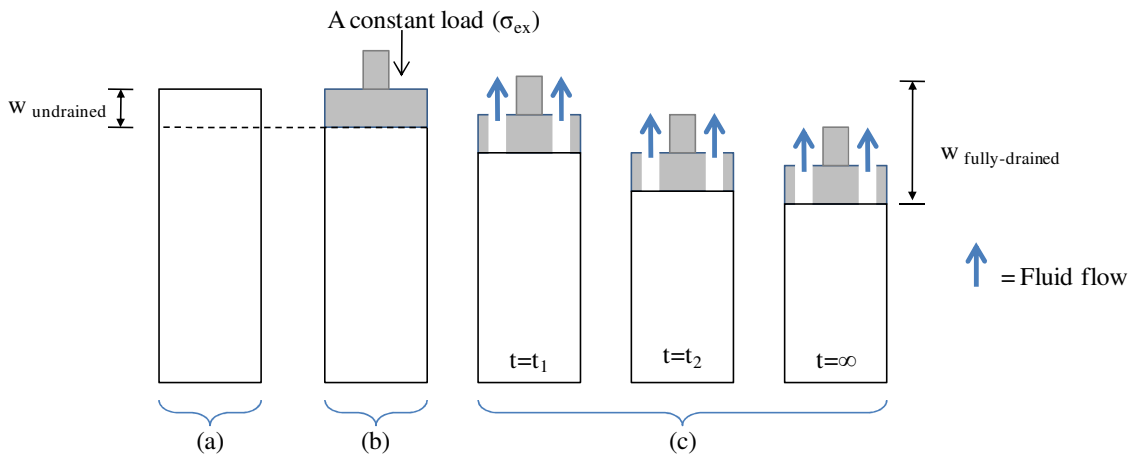 A constant load (σex)
w undrained
w fully-drained
= Fluid flow
t=t1
t=t2
t=∞
(a)
(b)
(c)